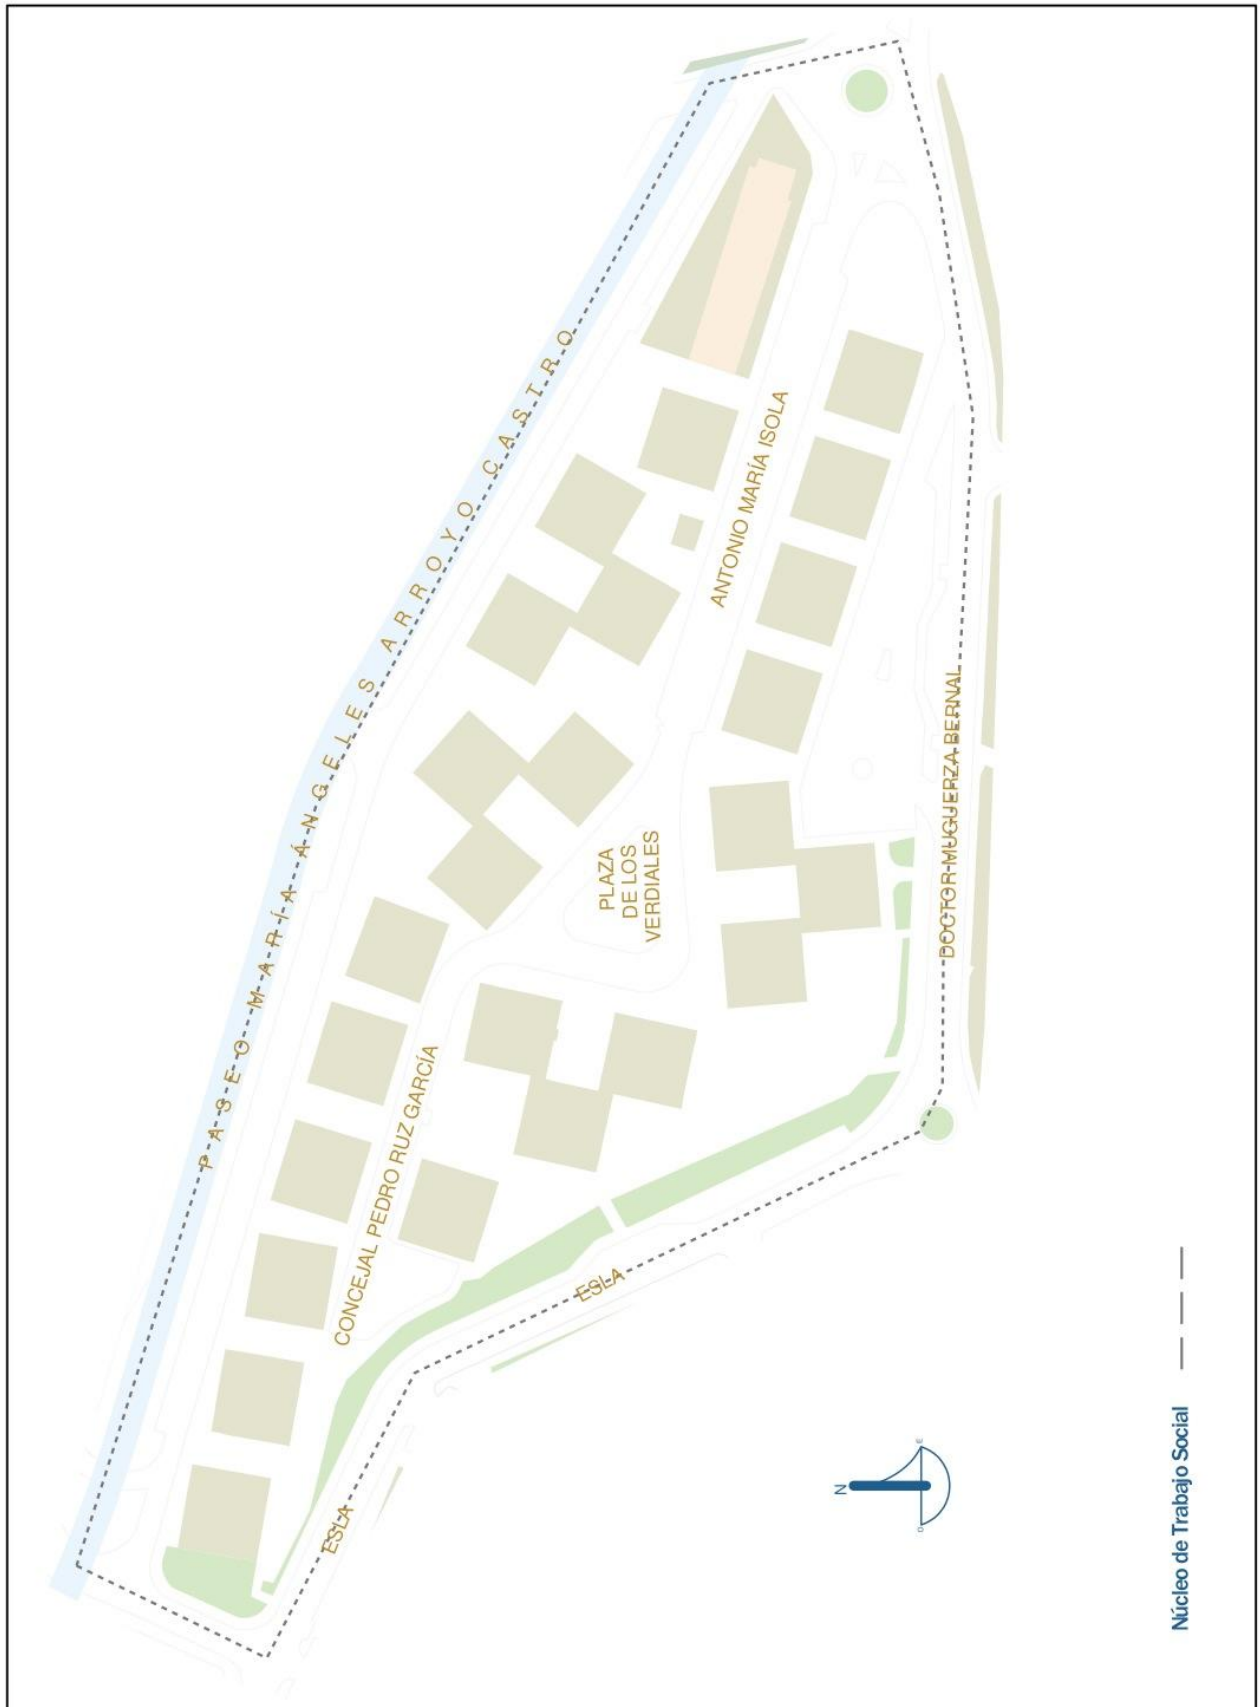 PASEO MARÍA ÁNGELES ARROYO CASTRO
ANTONIO MARÍA ISOLA
DOCTOR MUGUERZA BERNAL
PLAZA
DE LOS
VERDIALES
CONCEJAL PEDRO RUZ GARCÍA
ESLA
ESLA
N
E
O
Núcleo de Trabajo Social